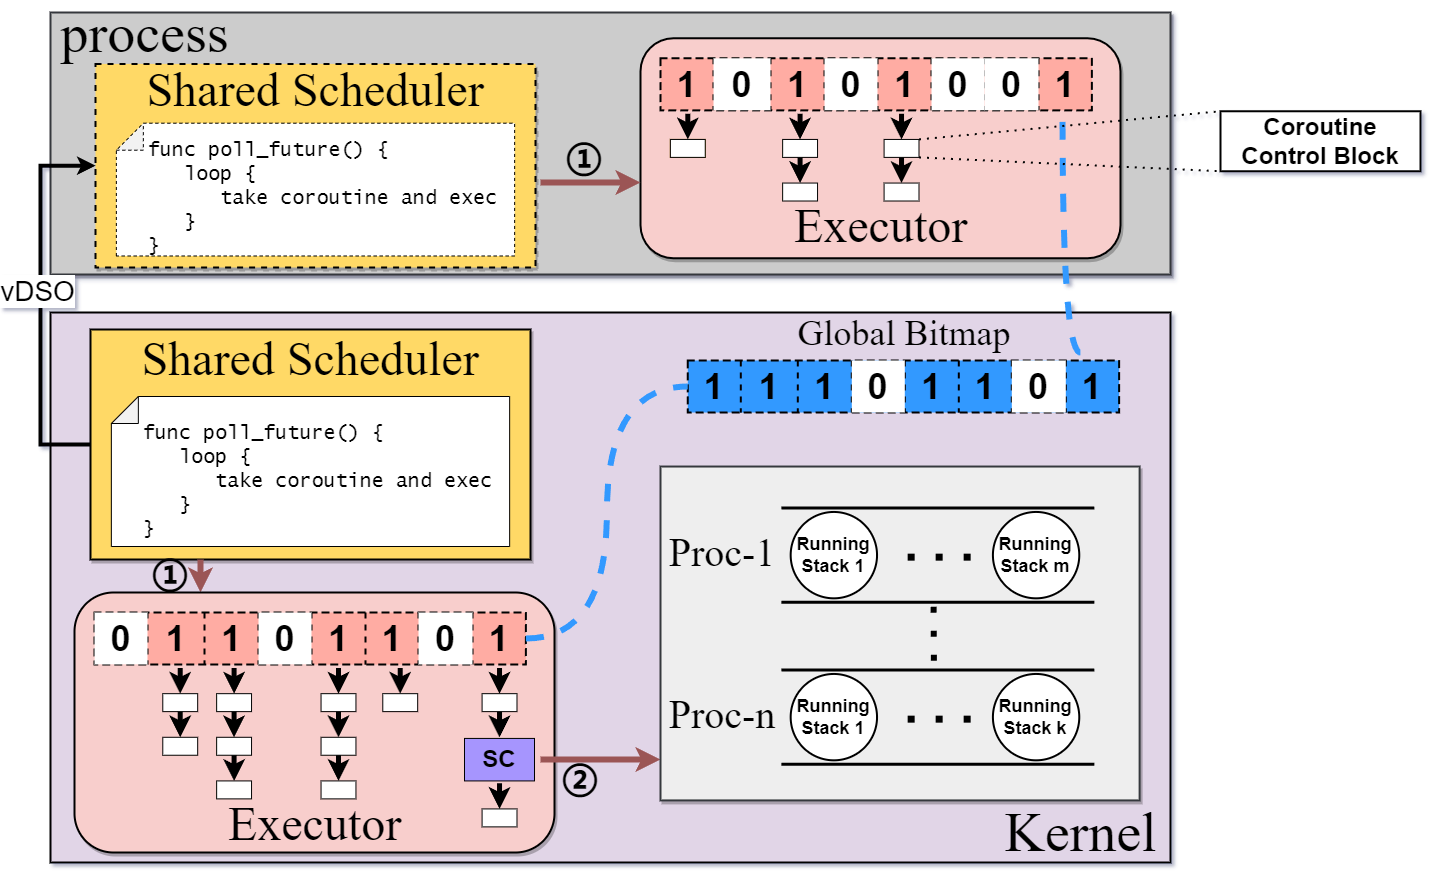 process
Shared Scheduler
func poll_future() {
loop {
take coroutine and exec
}
}
①
1 0 1 0 1 0 0 1
Executor
Coroutine
Control Block
vDSO
Shared Scheduler
func poll_future() {
loop {
take coroutine and exec
}
}
Global Bitmap
1 1 1 0 1 1 0 1
①
0 1 1 0 1 1 0 1
SC
Executor
②
Proc-1
Running
Stack 1
...
Running
Stack m
Proc-n
Running
Stack 1
...
Running
Stack k
Kernel